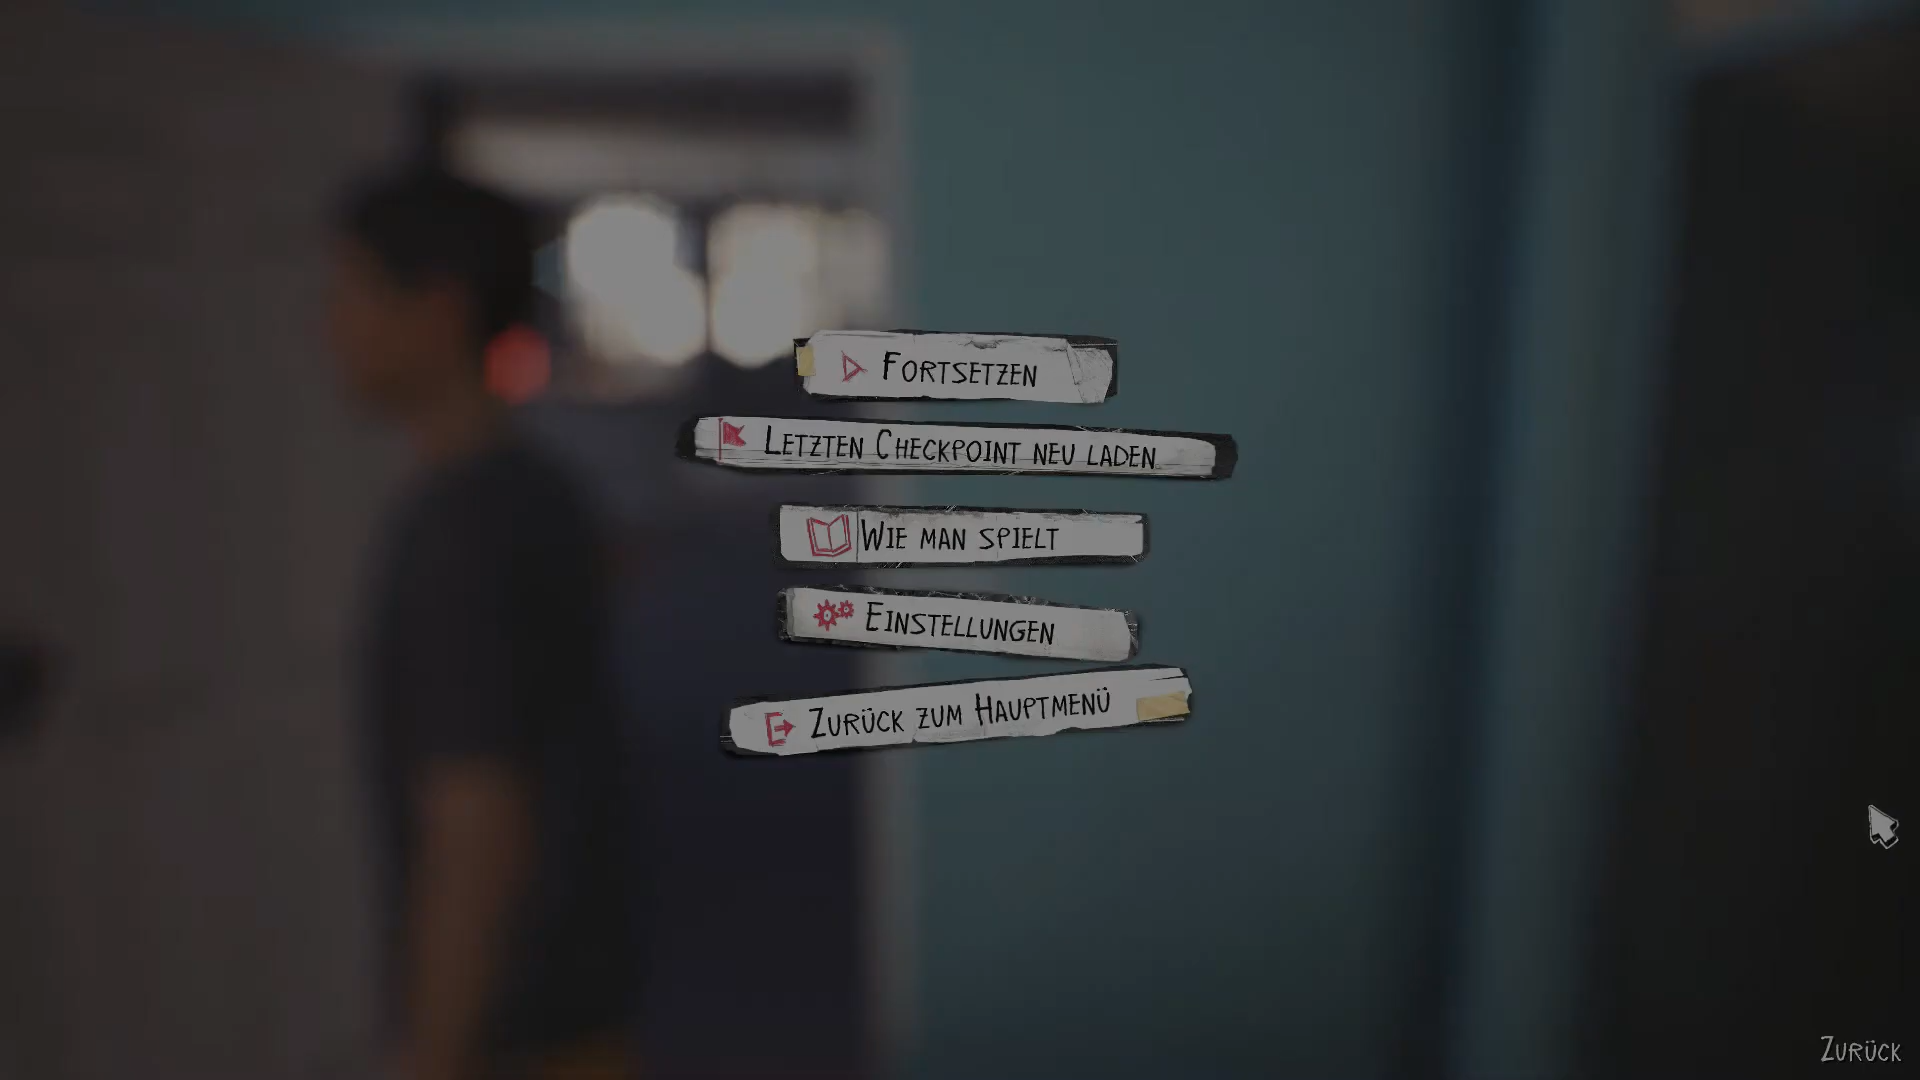 Fortsetzen
Letzten Checkpoint neu laden
Wie man spielt
Einstellungen
Zurück zum Hauptmenü
Zurück